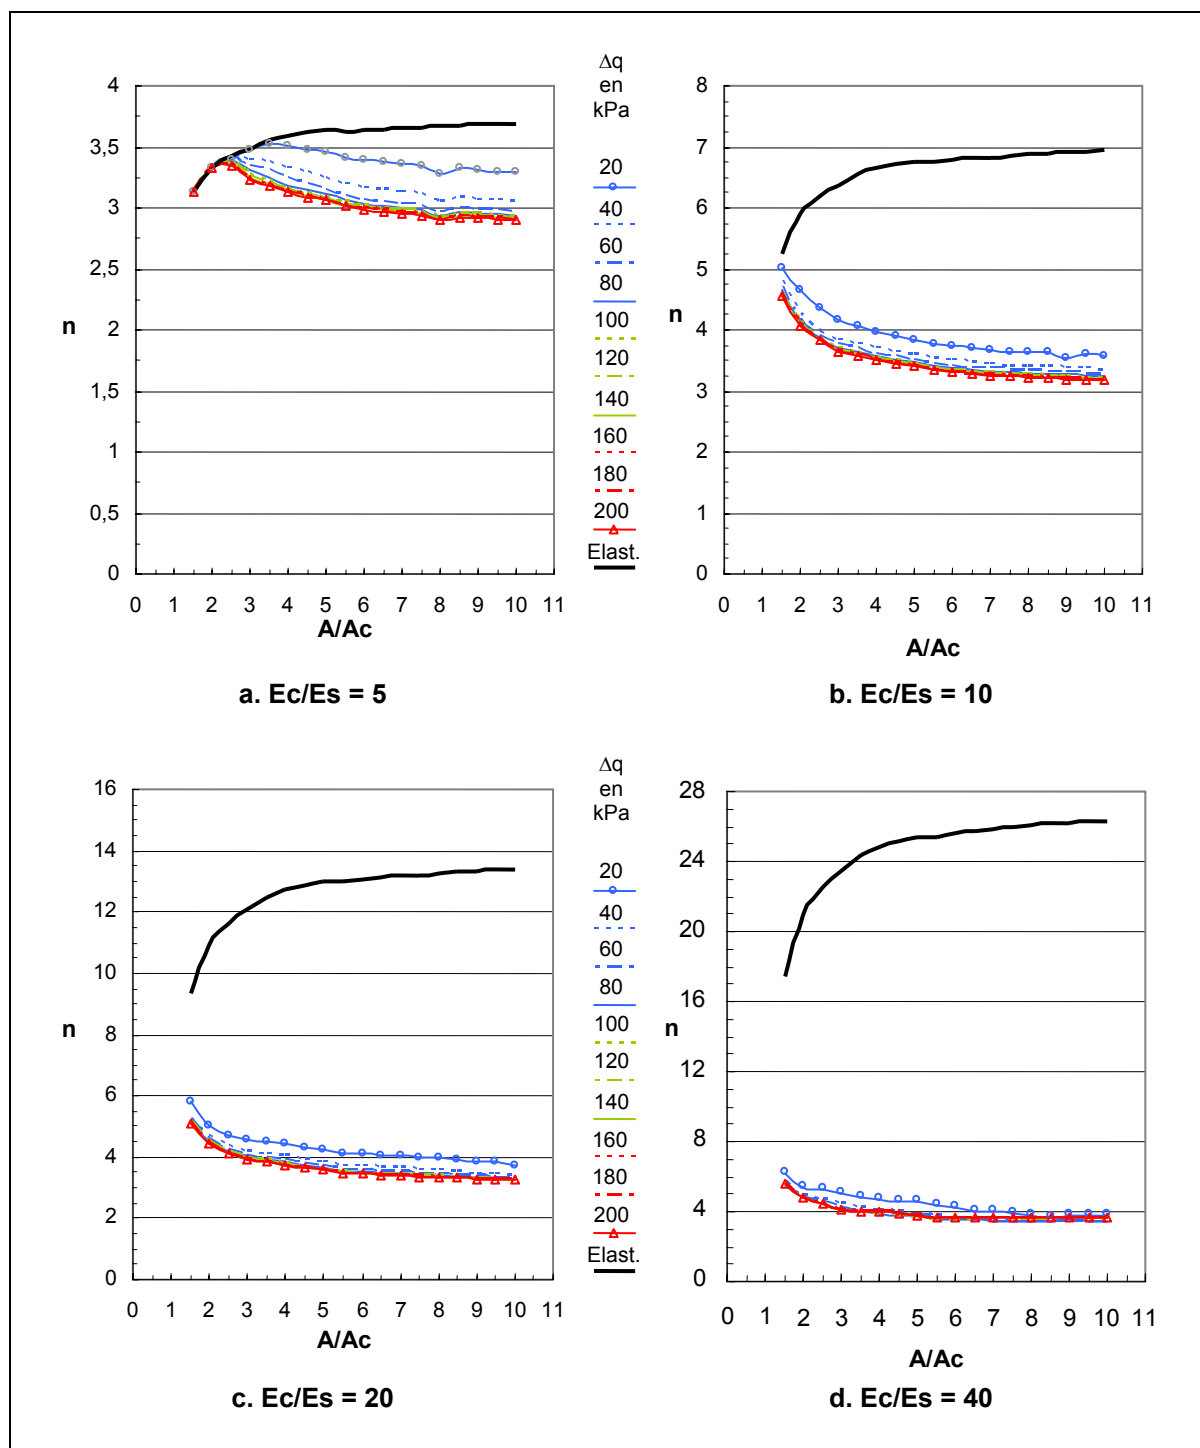 4
3,5
3
2,5
2
1,5
1
0,5
0
n
0 1 2 3 4 5 6 7 8 9 10 11
A/Ac
a. Ec/Es = 5
Δq
en
kPa
20
40
60
80
100
120
140
160
180
200
Elast.
8
7
6
5
4
3
2
1
0
n
0 1 2 3 4 5 6 7 8 9 10 11
A/Ac
b. Ec/Es = 10
16
14
12
10
8
6
4
2
0
n
0 1 2 3 4 5 6 7 8 9 10 11
A/Ac
c. Ec/Es = 20
Δq
en
kPa
20
40
60
80
100
120
140
160
180
200
Elast.
28
24
20
16
12
8
4
0
n
0 1 2 3 4 5 6 7 8 9 10 11
A/Ac
d. Ec/Es = 40